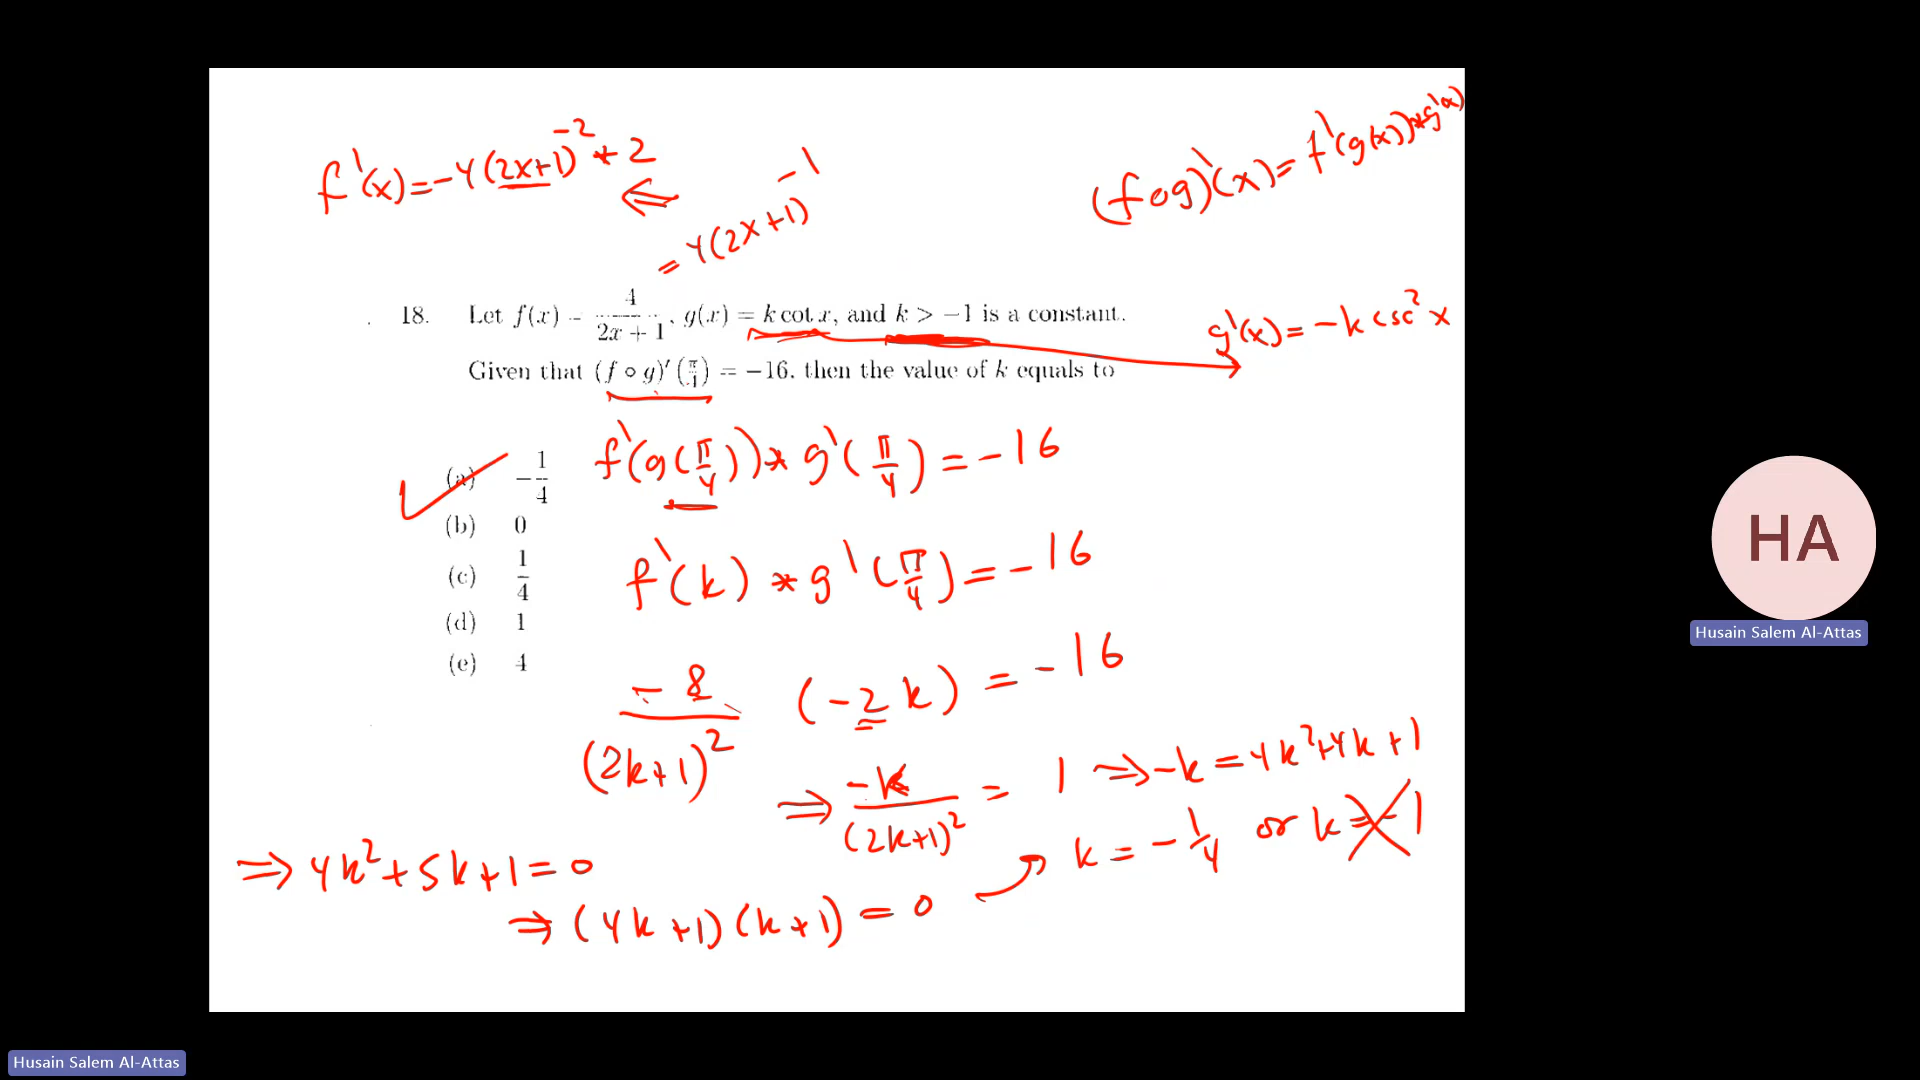 f'(x)=-4(2x+1)^-2 * 2
=4(2x+1)^-1
(fog)'(x)=f'(g(x))*g'(x)
18. Let f(x) = 4/(2x + 1), g(x) = k cot x, and k > −1 is a constant.
g'(x)=-k csc^2 x
Given that (f ∘ g)'(π/4) = −16, then the value of k equals to
f'(g(π/4))*g'(π/4)=-16
(a) −1/4
(b) 0
f'(k)*g'(π/4)=-16
(c) 1/4
(d) 1
(e) 4
-8/(2k+1)^2 (-2k)=-16
⇒ -k/(2k+1)^2 = 1 ⇒ -k=4k^2+4k+1
⇒ 4k^2+5k+1=0
⇒ (4k+1)(k+1)=0
k=-1/4 or k=-1
HA
Husain Salem Al-Attas
Husain Salem Al-Attas